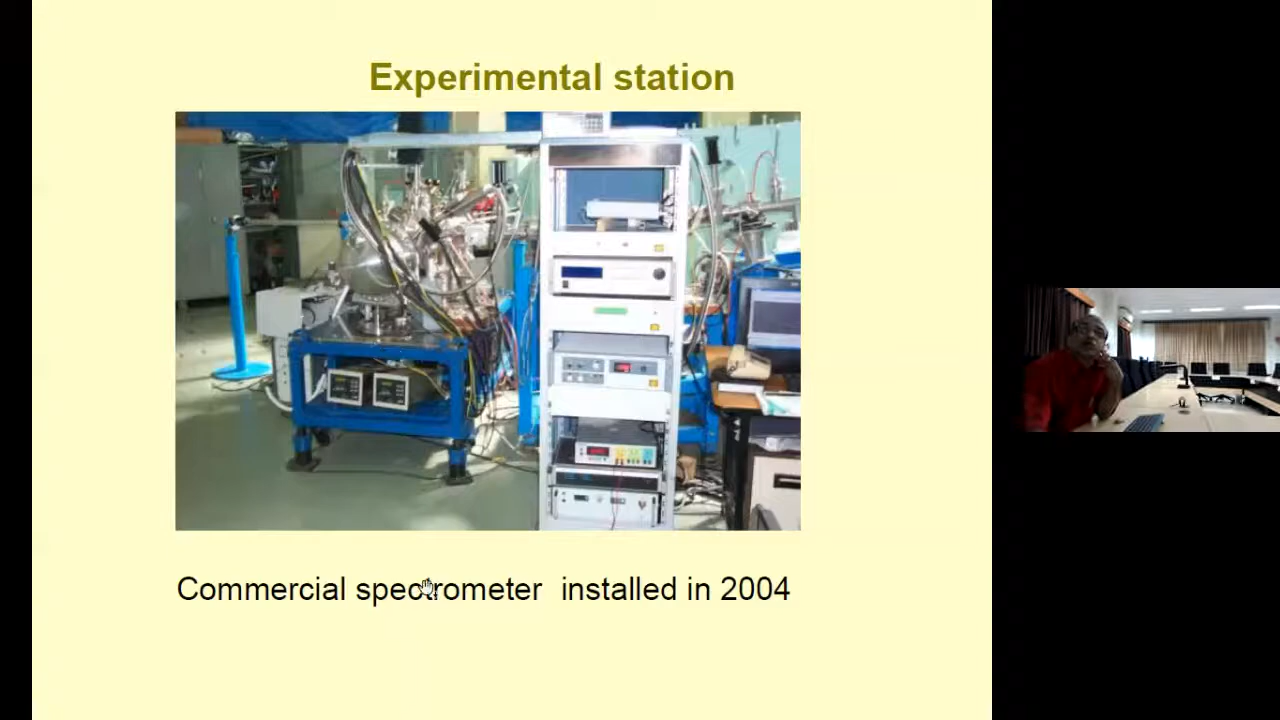 Experimental station
Commercial spectrometer installed in 2004